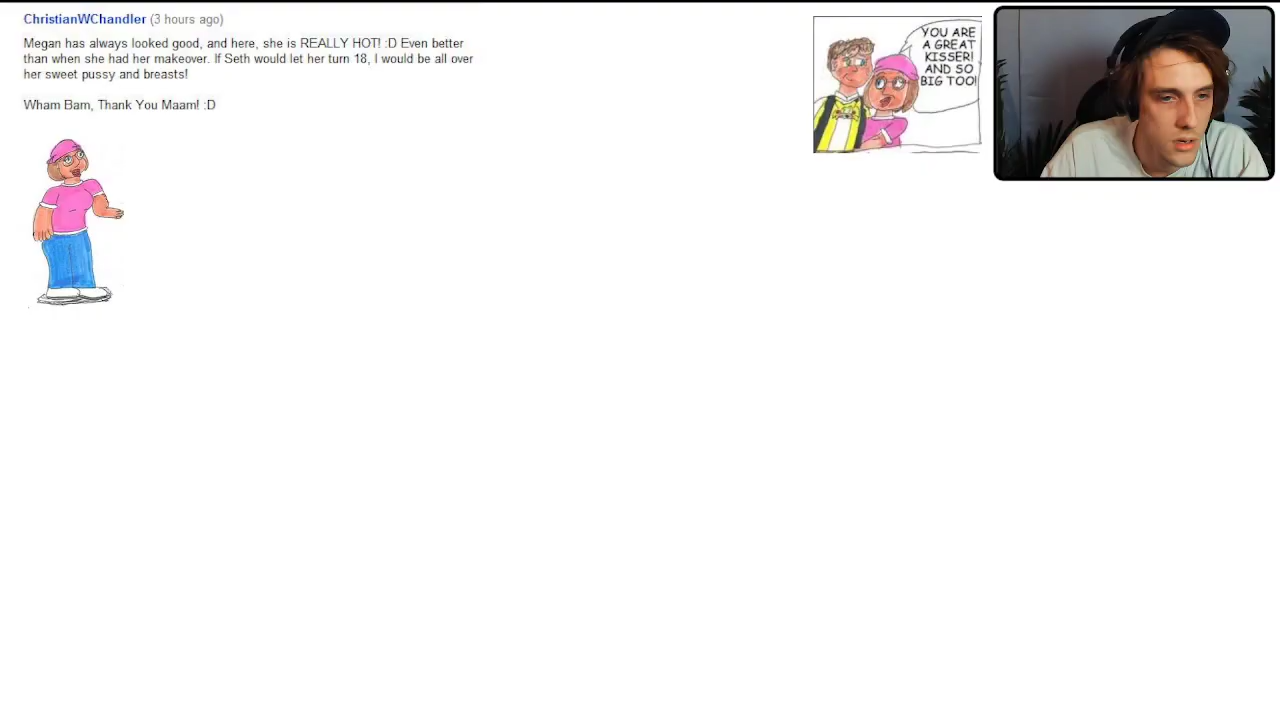 ChristianWChandler (3 hours ago)
Megan has always looked good, and here, she is REALLY HOT! :D Even better
than when she had her makeover. If Seth would let her turn 18, I would be all over
her sweet pussy and breasts!
Wham Bam, Thank You Maam! :D
YOU ARE
A GREAT
KISSER!
AND SO
BIG TOO!